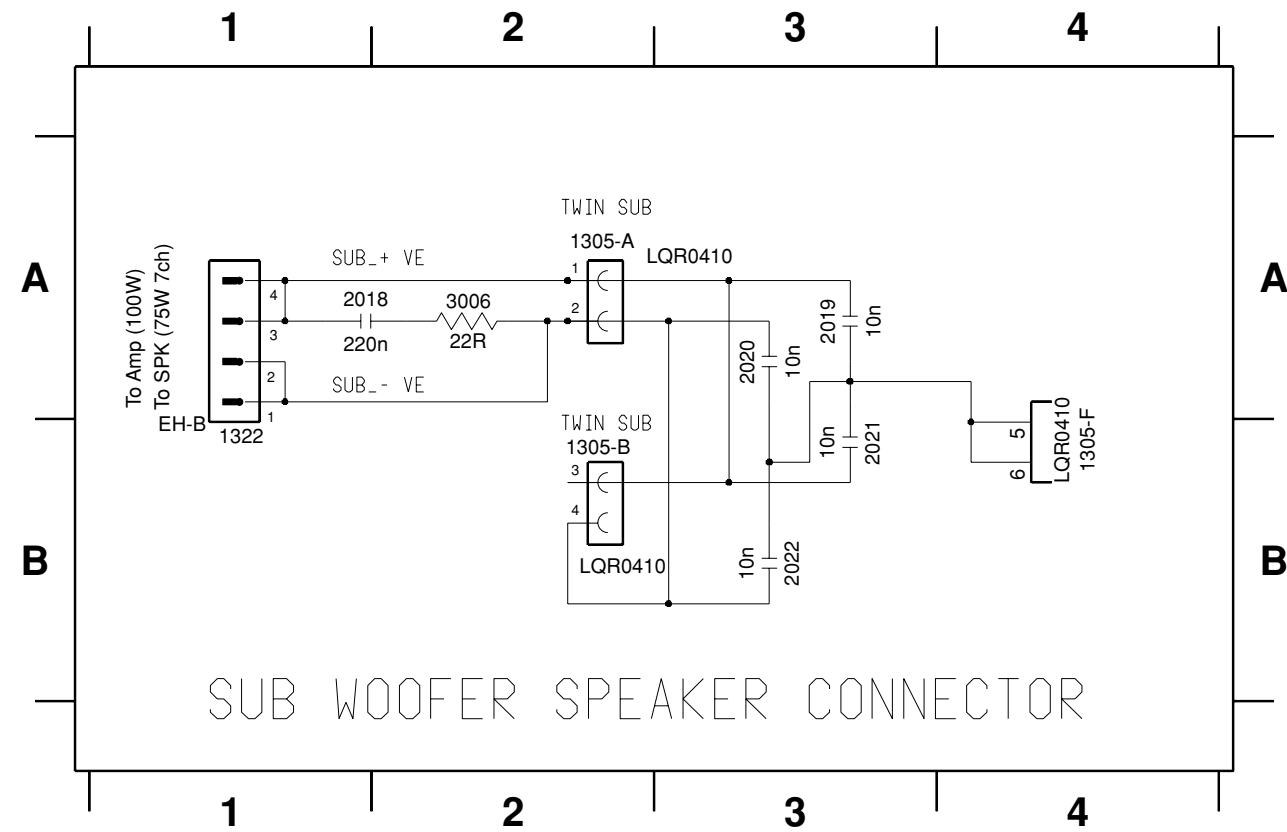 1 2 3 4
A A
B B
TWIN SUB
1305-A
LQR0410
SUB_+ VE
1
2
2018
220n
3006
22R
SUB_- VE
To Amp (100W)
To SPK (75W 7ch)
4
3
2
1
EH-B
1322
2019
10n
2020
10n
TWIN SUB
1305-B
3
4
LQR0410
10n
2021
10n
2022
5
6
LQR0410
1305-F
SUB WOOFER SPEAKER CONNECTOR
1 2 3 4